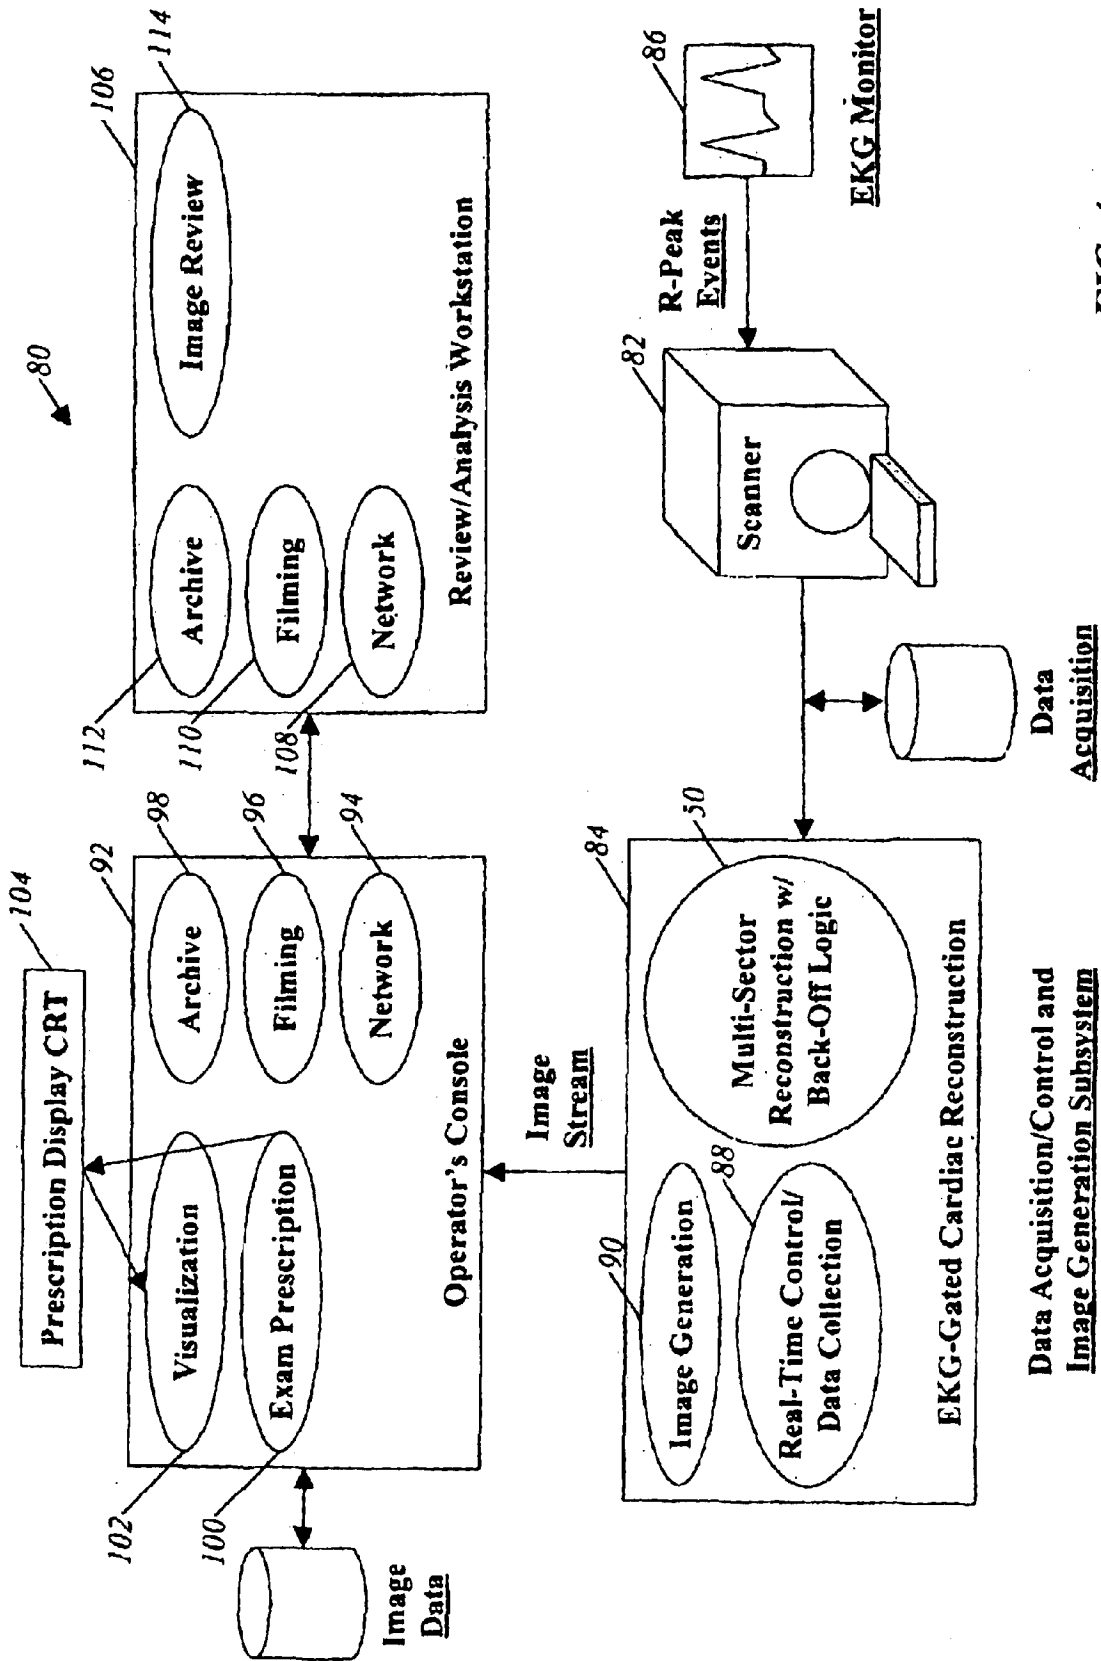 80
Prescription Display CRT
104
92
106
102
Visualization
Archive
98
112
Archive
Image Review
114
100
Exam Prescription
Filming
96
110
Filming
Network
94
108
Network
Image
Data
Operator's Console
Review/Analysis Workstation
Image
Stream
84
82
R-Peak
Events
86
90
Image Generation
88
Real-Time Control/
Data Collection
Multi-Sector
Reconstruction w/
Back-Off Logic
50
Scanner
EKG Monitor
EKG-Gated Cardiac Reconstruction
Data
Acquisition
Data Acquisition/Control and
Image Generation Subsystem